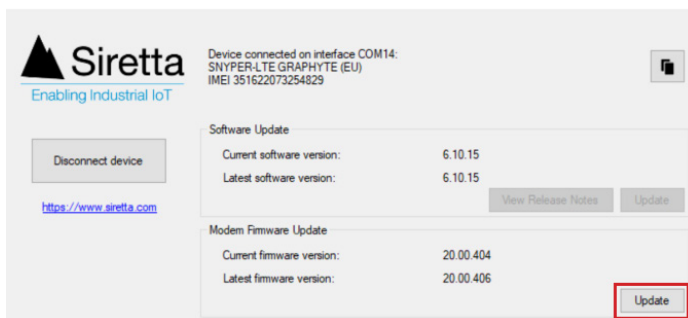 Siretta
Enabling Industrial IoT
Device connected on interface COM14:
SNYPER-LTE GRAPHYTE (EU)
IMEI 351622073254829
Disconnect device
https://www.siretta.com
Software Update
Current software version: 6.10.15
Latest software version: 6.10.15
View Release Notes Update
Modem Firmware Update
Current firmware version: 20.00.404
Latest firmware version: 20.00.406
Update